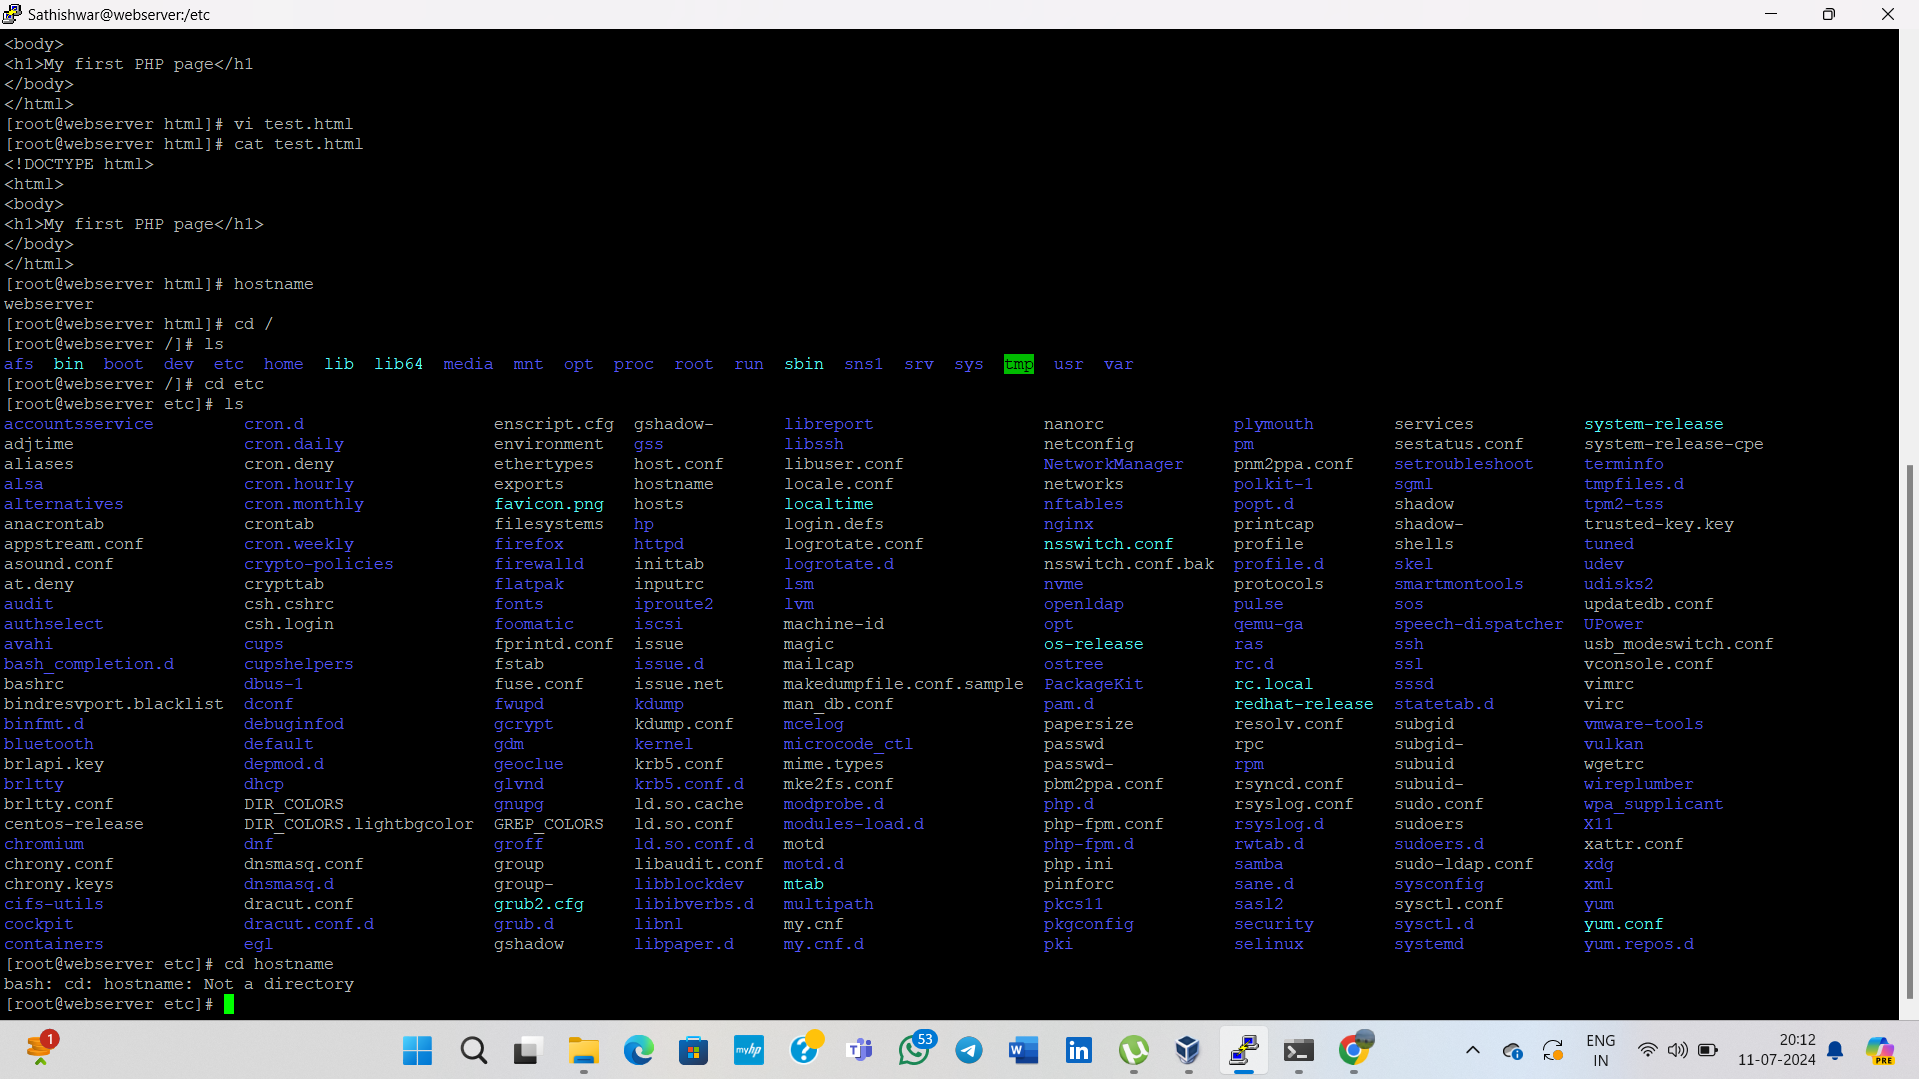 Sathishwar@webserver:/etc
<body>
<h1>My first PHP page</h1
</body>
</html>
[root@webserver html]# vi test.html
[root@webserver html]# cat test.html
<!DOCTYPE html>
<html>
<body>
<h1>My first PHP page</h1>
</body>
</html>
[root@webserver html]# hostname
webserver
[root@webserver html]# cd /
[root@webserver /]# ls
afs bin boot dev etc home lib lib64 media mnt opt proc root run sbin sns1 srv sys tmp usr var
[root@webserver /]# cd etc
[root@webserver etc]# ls
accountsservice cron.d enscript.cfg gshadow- libreport nanorc plymouth services system-release
adjtime cron.daily environment gss libssh netconfig pm sestatus.conf system-release-cpe
aliases cron.deny ethertypes host.conf libuser.conf NetworkManager pnm2ppa.conf setroubleshoot terminfo
alsa cron.hourly exports hostname locale.conf networks polkit-1 sgml tmpfiles.d
alternatives cron.monthly favicon.png hosts localtime nftables popt.d shadow tpm2-tss
anacrontab crontab filesystems hp login.defs nginx printcap shadow- trusted-key.key
appstream.conf cron.weekly firefox httpd logrotate.conf nsswitch.conf profile shells tuned
asound.conf crypto-policies firewalld inittab logrotate.d nsswitch.conf.bak profile.d skel udev
at.deny crypttab flatpak inputrc lsm nvme protocols smartmontools udisks2
audit csh.cshrc fonts iproute2 lvm openldap pulse sos updatedb.conf
authselect csh.login foomatic iscsi machine-id opt qemu-ga speech-dispatcher UPower
avahi cups fprintd.conf issue magic os-release ras ssh usb_modeswitch.conf
bash_completion.d cupshelpers fstab issue.d mailcap ostree rc.d ssl vconsole.conf
bashrc dbus-1 fuse.conf issue.net makedumpfile.conf.sample PackageKit rc.local sssd vimrc
bindresvport.blacklist dconf fwupd kdump man_db.conf pam.d redhat-release statetab.d virc
binfmt.d debuginfod gcrypt kdump.conf mcelog papersize resolv.conf subgid vmware-tools
bluetooth default gdm kernel microcode_ctl passwd rpc subgid- vulkan
brlapi.key depmod.d geoclue krb5.conf mime.types passwd- rpm subuid wgetrc
brltty dhcp glvnd krb5.conf.d mke2fs.conf pbm2ppa.conf rsyncd.conf subuid- wireplumber
brltty.conf DIR_COLORS gnupg ld.so.cache modprobe.d php.d rsyslog.conf sudo.conf wpa_supplicant
centos-release DIR_COLORS.lightbgcolor GREP_COLORS ld.so.conf modules-load.d php-fpm.conf rsyslog.d sudoers X11
chromium dnf groff ld.so.conf.d motd php-fpm.d rwtab.d sudoers.d xattr.conf
chrony.conf dnsmasq.conf group libaudit.conf motd.d php.ini samba sudo-ldap.conf xdg
chrony.keys dnsmasq.d group- libblockdev mtab pinforc sane.d sysconfig xml
cifs-utils dracut.conf grub2.cfg libibverbs.d multipath pkcs11 sasl2 sysctl.conf yum
cockpit dracut.conf.d grub.d libnl my.cnf pkgconfig security sysctl.d yum.conf
containers egl gshadow libpaper.d my.cnf.d pki selinux systemd yum.repos.d
[root@webserver etc]# cd hostname
bash: cd: hostname: Not a directory
[root@webserver etc]#
1
myhp
53
ENG
IN
20:12
11-07-2024
PRE